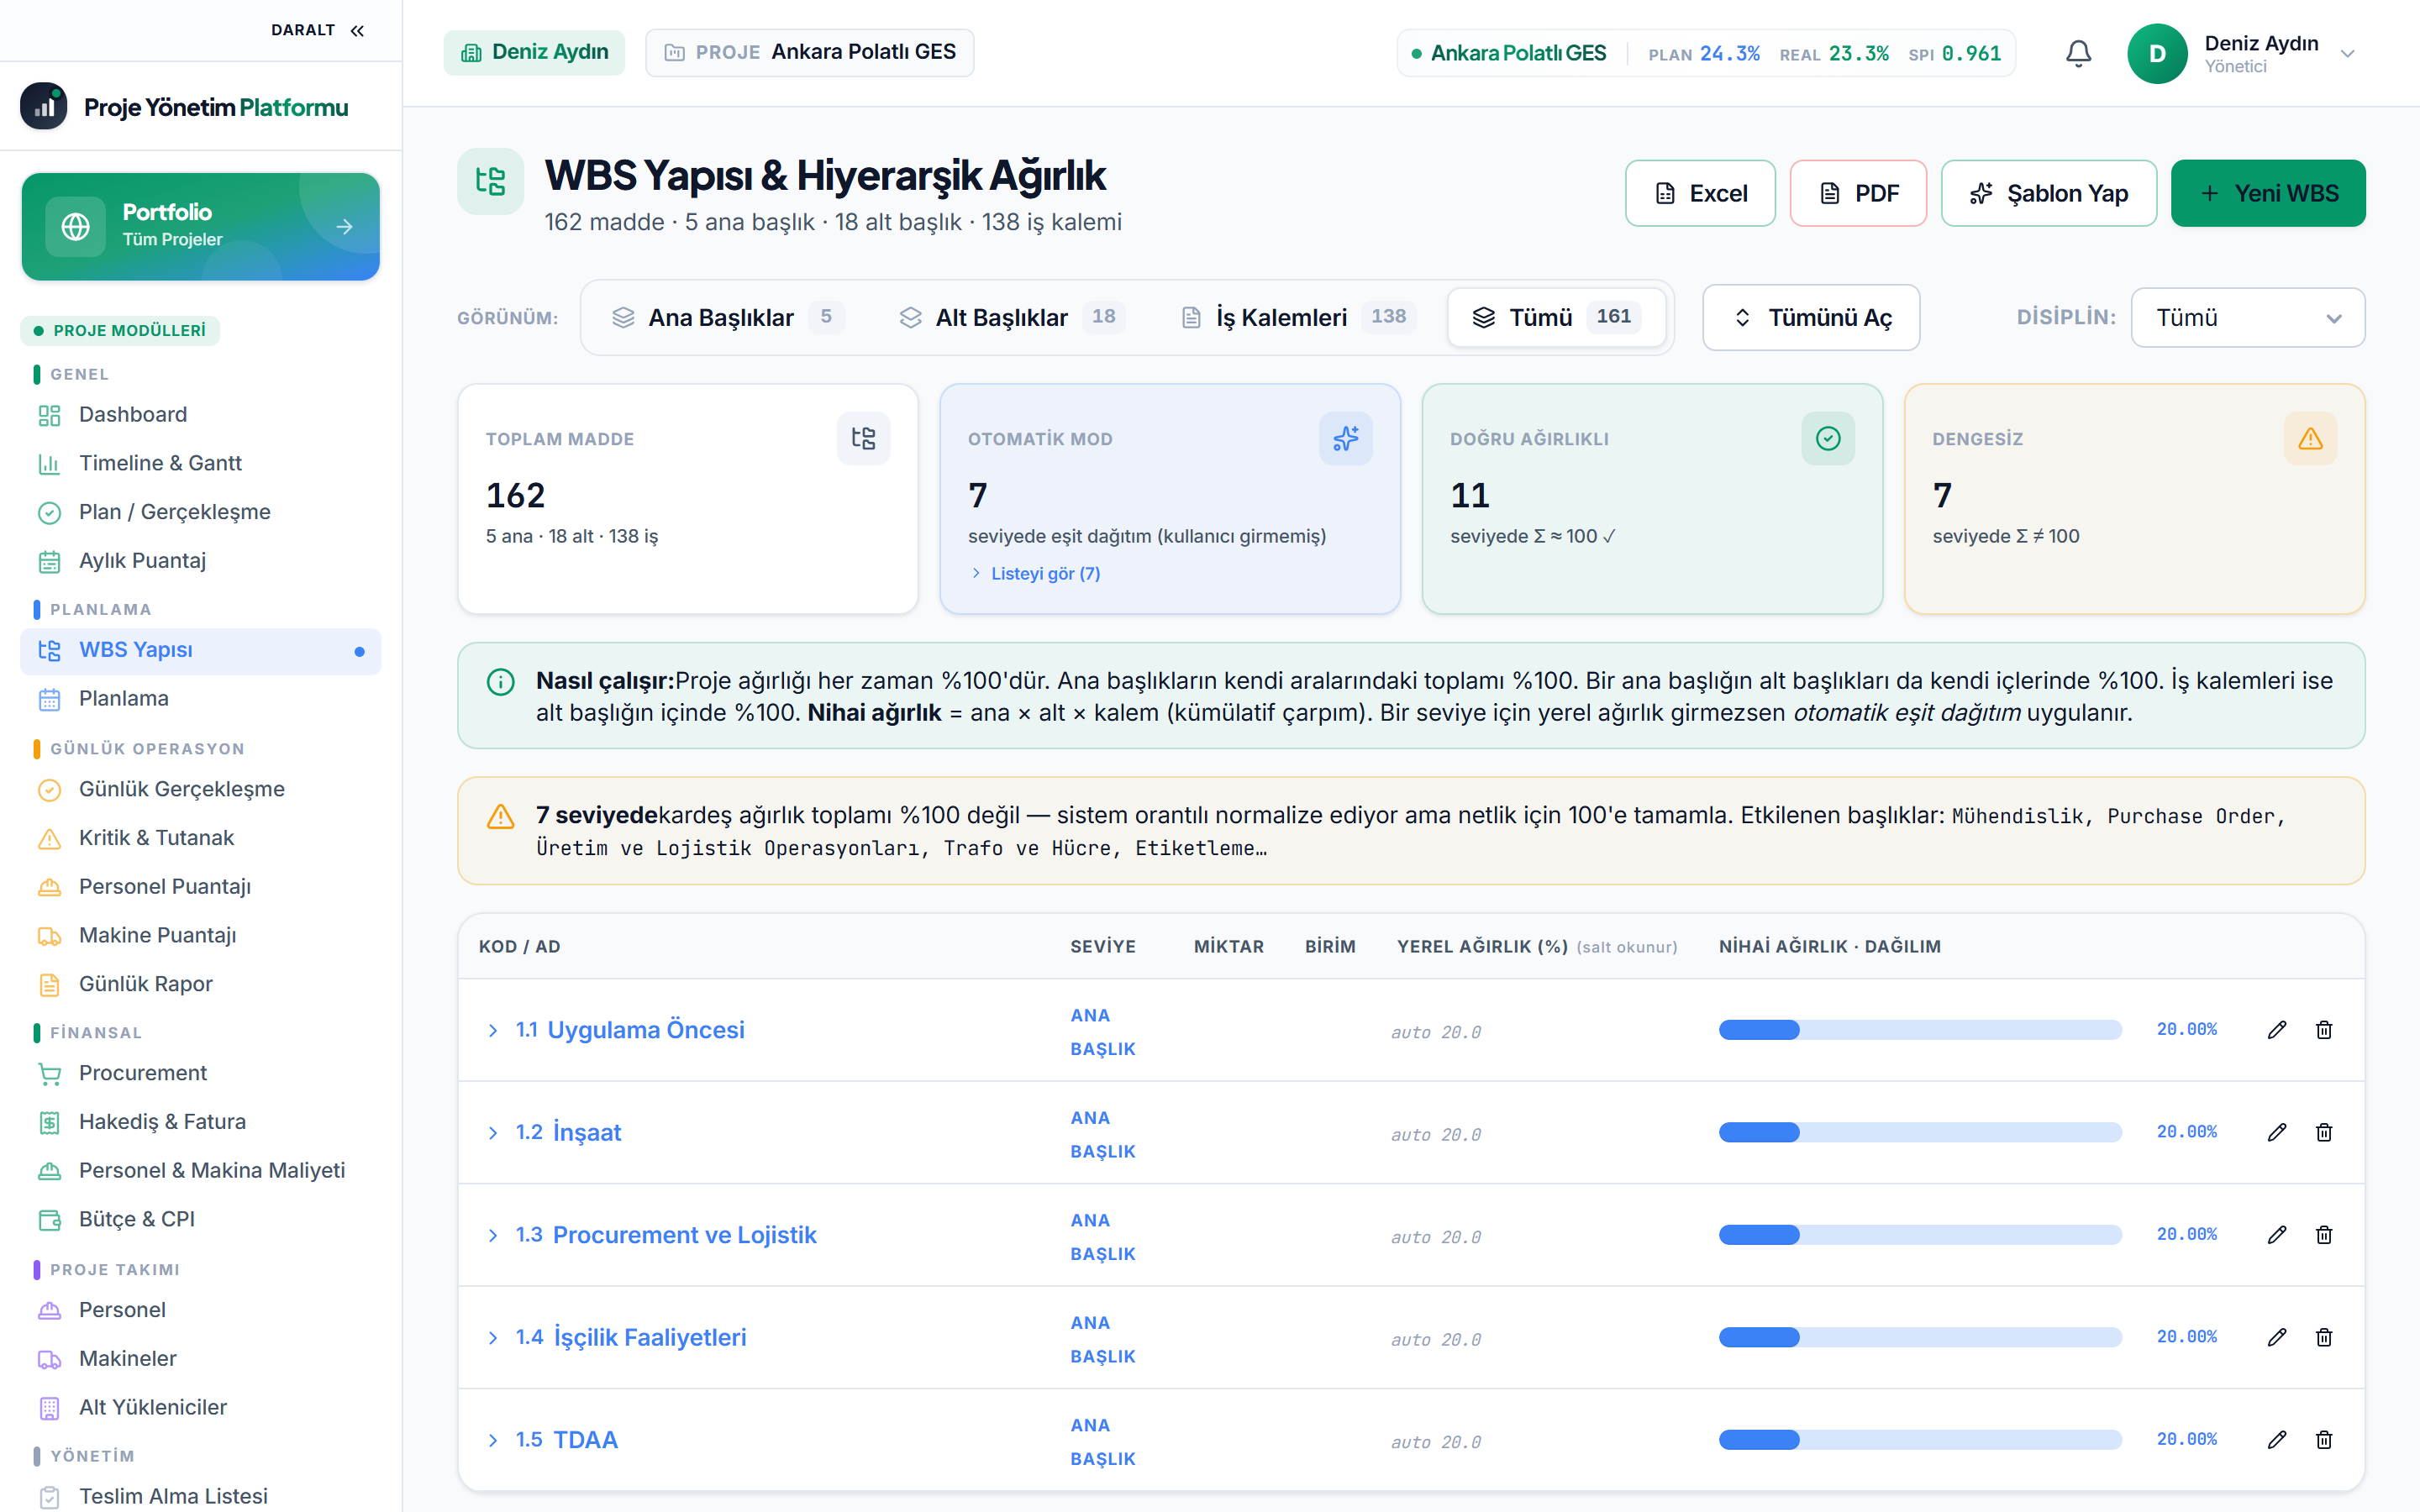 DARALT
Proje Yönetim Platformu
Portfolio
Tüm Projeler
PROJE MODÜLLERİ
GENEL
Dashboard
Timeline & Gantt
Plan / Gerçekleşme
Aylık Puantaj
PLANLAMA
WBS Yapısı
Planlama
GÜNLÜK OPERASYON
Günlük Gerçekleşme
Kritik & Tutanak
Personel Puantajı
Makine Puantajı
Günlük Rapor
FİNANSAL
Procurement
Hakediş & Fatura
Personel & Makina Maliyeti
Bütçe & CPI
PROJE TAKIMI
Personel
Makineler
Alt Yükleniciler
YÖNETİM
Teslim Alma Listesi
Deniz Aydın
PROJE Ankara Polatlı GES
Ankara Polatlı GES PLAN 24.3% REAL 23.3% SPI 0.961
D
Deniz Aydın
Yönetici
WBS Yapısı & Hiyerarşik Ağırlık
162 madde · 5 ana başlık · 18 alt başlık · 138 iş kalemi
Excel
PDF
Şablon Yap
Yeni WBS
GÖRÜNÜM: Ana Başlıklar 5 Alt Başlıklar 18 İş Kalemleri 138 Tümü 161 Tümünü Aç DİSİPLİN: Tümü
TOPLAM MADDE
162
5 ana · 18 alt · 138 iş
OTOMATİK MOD
7
seviyede eşit dağıtım (kullanıcı girmemiş)
Listeyi gör (7)
DOĞRU AĞIRLIKLI
11
seviyede Σ ≈ 100 ✓
DENGESİZ
7
seviyede Σ ≠ 100
Nasıl çalışır:Proje ağırlığı her zaman %100'dür. Ana başlıkların kendi aralarındaki toplamı %100. Bir ana başlığın alt başlıkları da kendi içlerinde %100. İş kalemleri ise
alt başlığın içinde %100. Nihai ağırlık = ana × alt × kalem (kümülatif çarpım). Bir seviye için yerel ağırlık girmezsen otomatik eşit dağıtım uygulanır.
7 seviyedekardeş ağırlık toplamı %100 değil — sistem orantılı normalize ediyor ama netlik için 100'e tamamla. Etkilenen başlıklar: Mühendislik, Purchase Order,
Üretim ve Lojistik Operasyonları, Trafo ve Hücre, Etiketleme…
KOD / AD SEVİYE MİKTAR BİRİM YEREL AĞIRLIK (%) (salt okunur) NİHAİ AĞIRLIK · DAĞILIM
1.1 Uygulama Öncesi ANA BAŞLIK auto 20.0 20.00%
1.2 İnşaat ANA BAŞLIK auto 20.0 20.00%
1.3 Procurement ve Lojistik ANA BAŞLIK auto 20.0 20.00%
1.4 İşçilik Faaliyetleri ANA BAŞLIK auto 20.0 20.00%
1.5 TDAA ANA BAŞLIK auto 20.0 20.00%